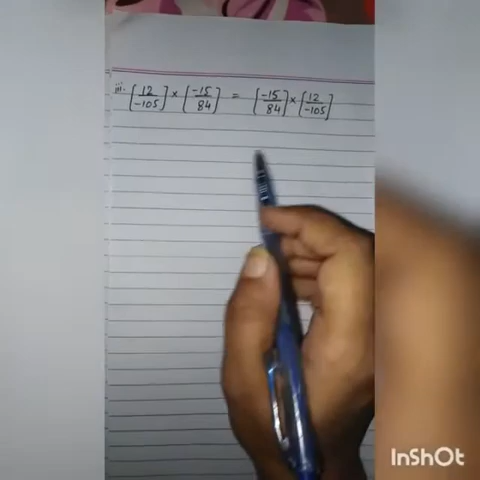 iii. [12/-105] × [-15/84] = [-15/84] × [12/-105]
InShOt